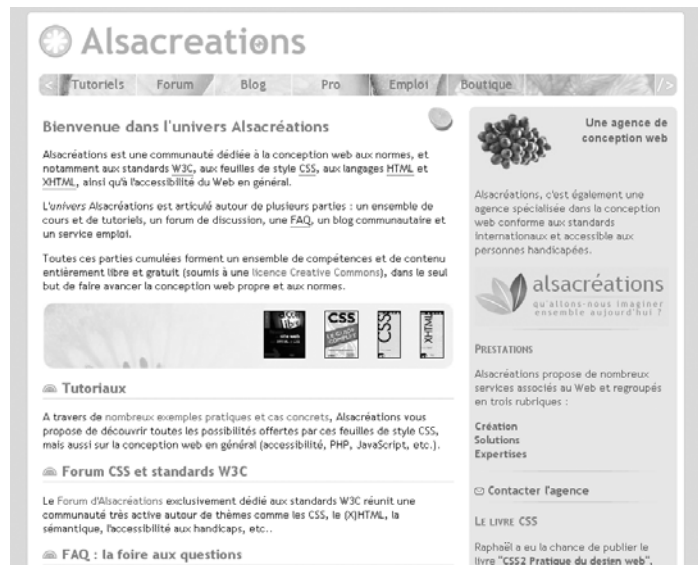 Alsacreations
< Tutoriels Forum Blog Pro Emploi Boutique />
Bienvenue dans l'univers Alsacréations
Alsacréations est une communauté dédiée à la conception web aux normes, et
notamment aux standards W3C, aux feuilles de style CSS, aux langages HTML et
XHTML, ainsi qu'à l'accessibilité du Web en général.
L'univers Alsacréations est articulé autour de plusieurs parties : un ensemble de
cours et de tutoriels, un forum de discussion, une FAQ, un blog communautaire et
un service emploi.
Toutes ces parties cumulées forment un ensemble de compétences et de contenu
entièrement libre et gratuit (soumis à une licence Creative Commons), dans le seul
but de faire avancer la conception web propre et aux normes.
CSS
CSS
Tutoriaux
A travers de nombreux exemples pratiques et cas concrets, Alsacréations vous
propose de découvrir toutes les possibilités offertes par ces feuilles de style CSS,
mais aussi sur la conception web en général (accessibilité, PHP, JavaScript, etc.).
Forum CSS et standards W3C
Le Forum d'Alsacréations exclusivement dédié aux standards W3C réunit une
communauté très active autour de thèmes comme les CSS, le (X)HTML, la
sémantique, l'accessibilité aux handicaps, etc..
FAQ : la foire aux questions
Une agence de
conception web
Alsacréations, c'est également une
agence spécialisée dans la conception
web conforme aux standards
internationaux et accessible aux
personnes handicapées.
alsacréations
qu'allons-nous imaginer
ensemble aujourd'hui ?
PRESTATIONS
Alsacréations propose de nombreux
services associés au Web et regroupés
en trois rubriques :
Création
Solutions
Expertises
Contacter l'agence
LE LIVRE CSS
Raphaël a eu la chance de publier le
livre "CSS2 Pratique du design web",